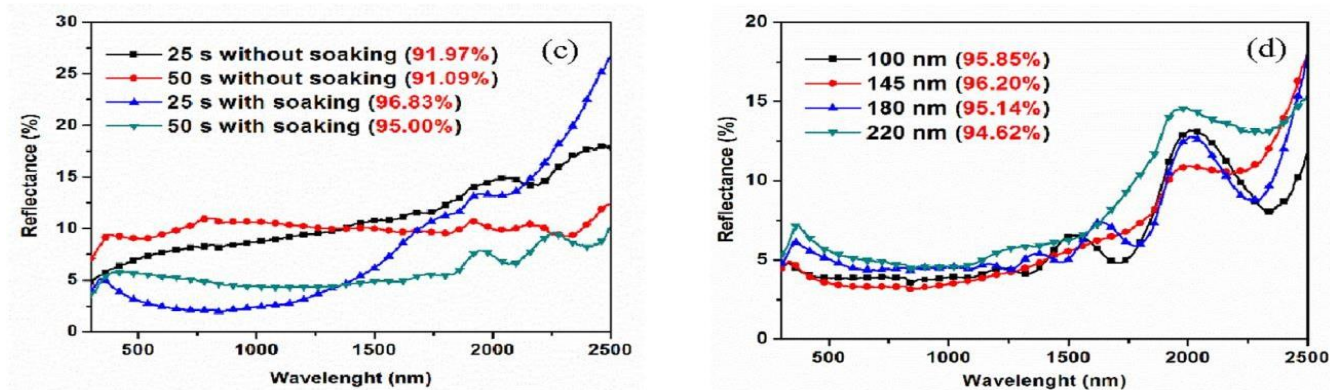 30
25
20
15
10
5
0
Reflectance (%)
25 s without soaking (91.97%)
50 s without soaking (91.09%)
25 s with soaking (96.83%)
50 s with soaking (95.00%)
(c)
500 1000 1500 2000 2500
Wavelenght (nm)
20
15
10
5
0
Reflectance (%)
100 nm (95.85%)
145 nm (96.20%)
180 nm (95.14%)
220 nm (94.62%)
(d)
500 1000 1500 2000 2500
Wavelenght (nm)